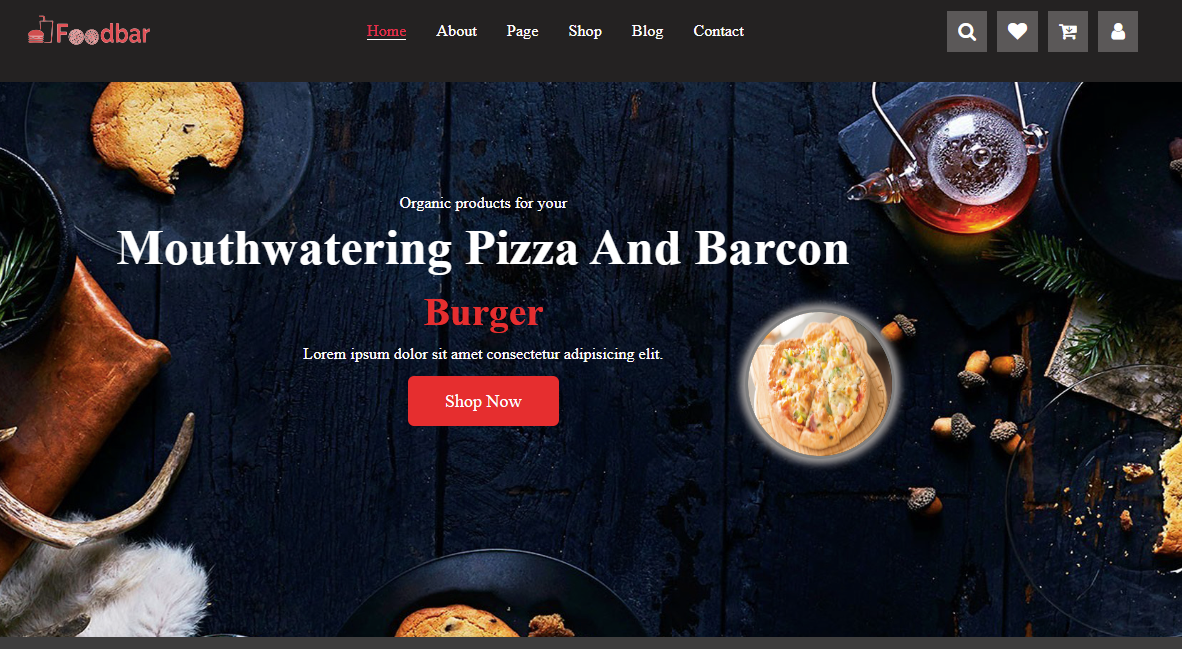 Foodbar
Home About Page Shop Blog Contact
Organic products for your
Mouthwatering Pizza And Barcon
Burger
Lorem ipsum dolor sit amet consectetur adipisicing elit.
Shop Now